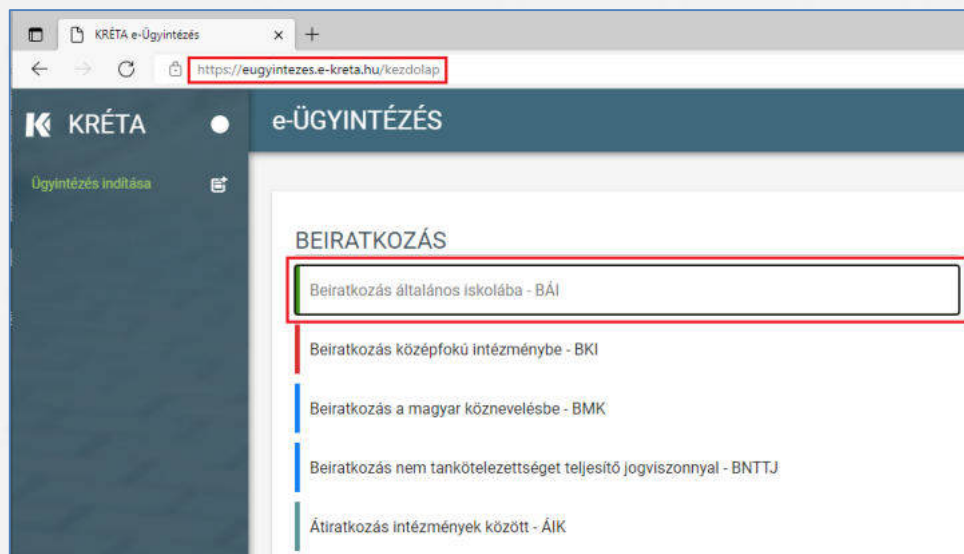 KRÉTA e-Ügyintézés
https://eugyintezes.e-kreta.hu/kezdolap
KRÉTA
e-ÜGYINTÉZÉS
Ügyintézés indítása
BEIRATKOZÁS
Beiratkozás általános iskolába - BÁI
Beiratkozás középfokú intézménybe - BKI
Beiratkozás a magyar köznevelésbe - BMK
Beiratkozás nem tankötelezettséget teljesítő jogviszonnyal - BNTTJ
Átiratkozás intézmények között - ÁIK